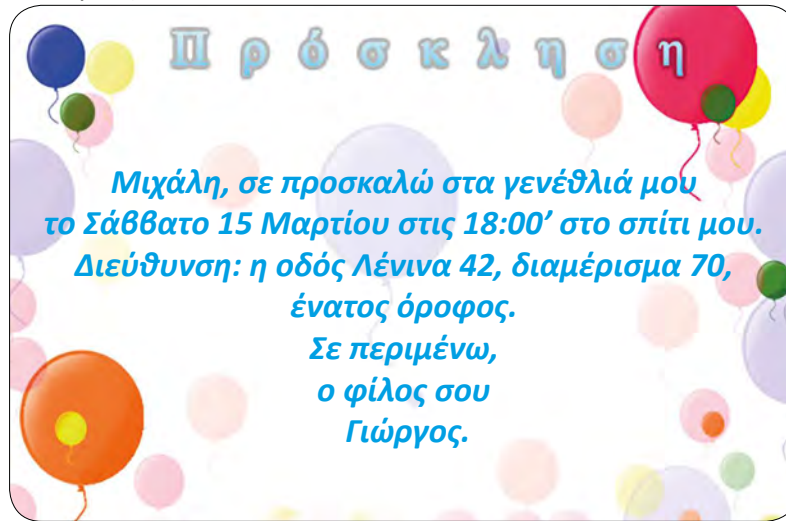 Πρόσκληση
Μιχάλη, σε προσκαλώ στα γενέθλιά μου
το Σάββατο 15 Μαρτίου στις 18:00’ στο σπίτι μου.
Διεύθυνση: η οδός Λένινα 42, διαμέρισμα 70,
ένατος όροφος.
Σε περιμένω,
ο φίλος σου
Γιώργος.